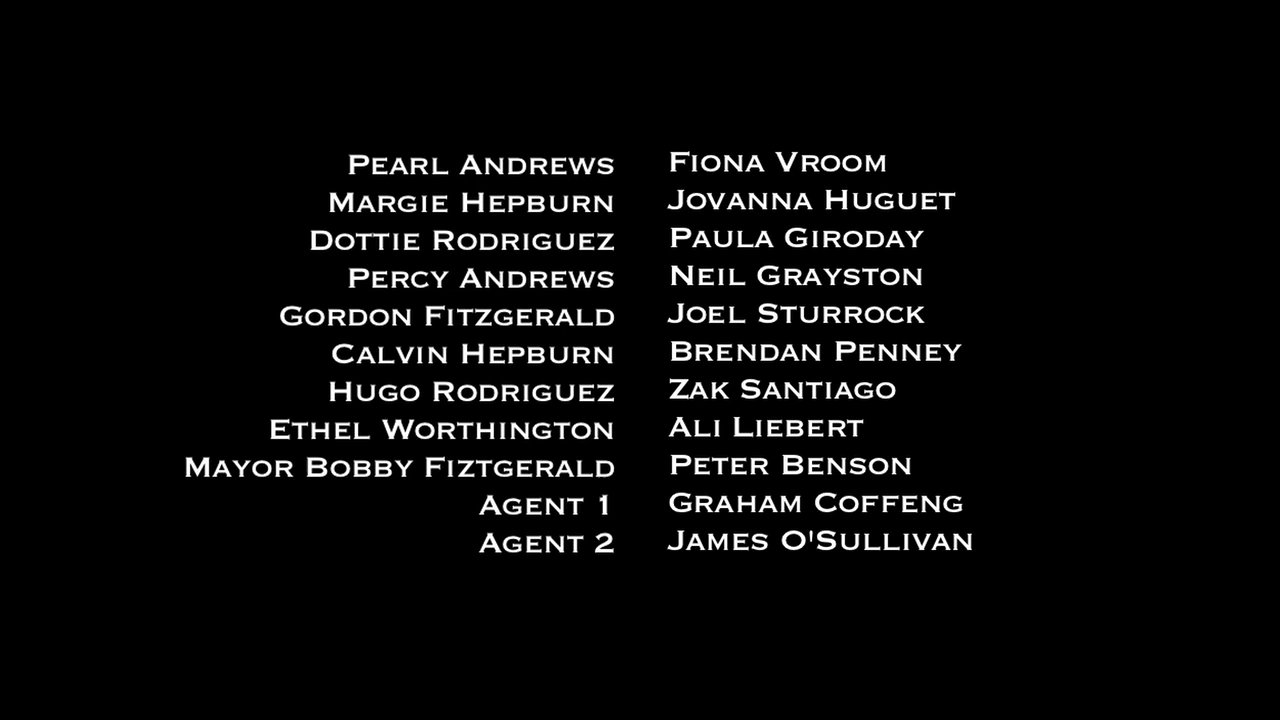 Pearl Andrews Fiona Vroom
Margie Hepburn Jovanna Huguet
Dottie Rodriguez Paula Giroday
Percy Andrews Neil Grayston
Gordon Fitzgerald Joel Sturrock
Calvin Hepburn Brendan Penney
Hugo Rodriguez Zak Santiago
Ethel Worthington Ali Liebert
Mayor Bobby Fiztgerald Peter Benson
Agent 1 Graham Coffeng
Agent 2 James O'Sullivan